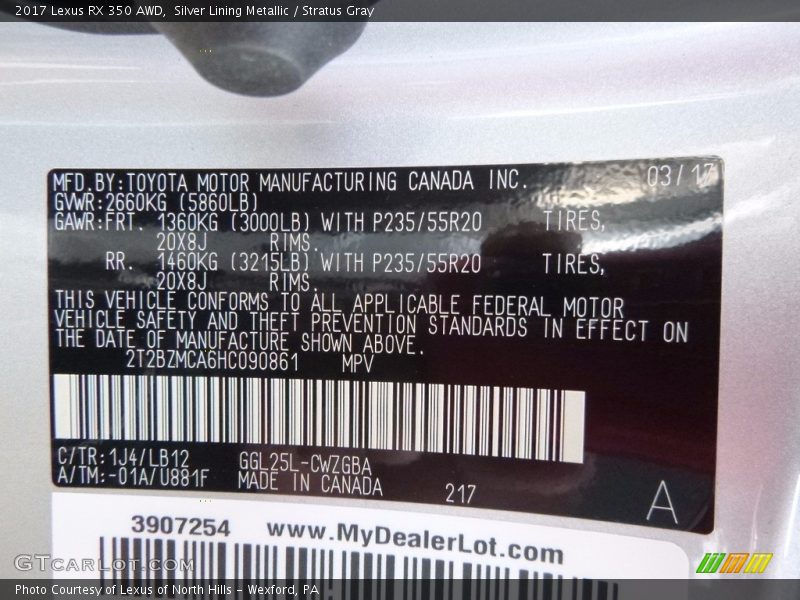 2017 Lexus RX 350 AWD, Silver Lining Metallic / Stratus Gray
MFD.BY:TOYOTA MOTOR MANUFACTURING CANADA INC. 03/17
GVWR:2660KG (5860LB)
GAWR:FRT. 1360KG (3000LB) WITH P235/55R20 TIRES,
20X8J RIMS.
RR. 1460KG (3215LB) WITH P235/55R20 TIRES,
20X8J RIMS.
THIS VEHICLE CONFORMS TO ALL APPLICABLE FEDERAL MOTOR
VEHICLE SAFETY AND THEFT PREVENTION STANDARDS IN EFFECT ON
THE DATE OF MANUFACTURE SHOWN ABOVE.
2T2BZMCA6HC090861 MPV
C/TR:1J4/LB12 GGL25L-CWZGBA
A/TM:-01A/U881F MADE IN CANADA 217 A
3907254 www.MyDealerLot.com
GTCarLot.com
Photo Courtesy of Lexus of North Hills - Wexford, PA